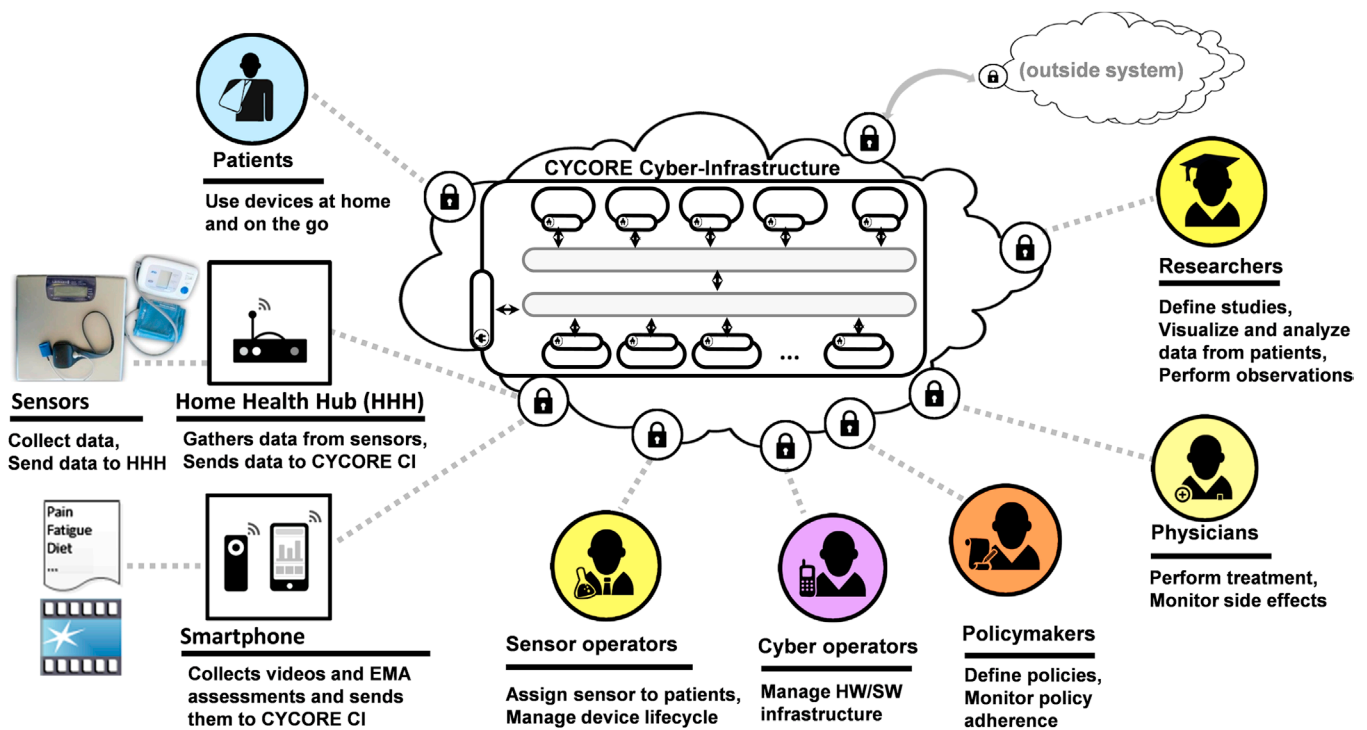 (outside system)
CYCORE Cyber-Infrastructure
...
Patients
Use devices at home
and on the go
Sensors
Collect data,
Send data to HHH
Home Health Hub (HHH)
Gathers data from sensors,
Sends data to CYCORE CI
Pain
Fatigue
Diet
...
Smartphone
Collects videos and EMA
assessments and sends
them to CYCORE CI
Sensor operators
Assign sensor to patients,
Manage device lifecycle
Cyber operators
Manage HW/SW
infrastructure
Policymakers
Define policies,
Monitor policy
adherence
Researchers
Define studies,
Visualize and analyze
data from patients,
Perform observations
Physicians
Perform treatment,
Monitor side effects